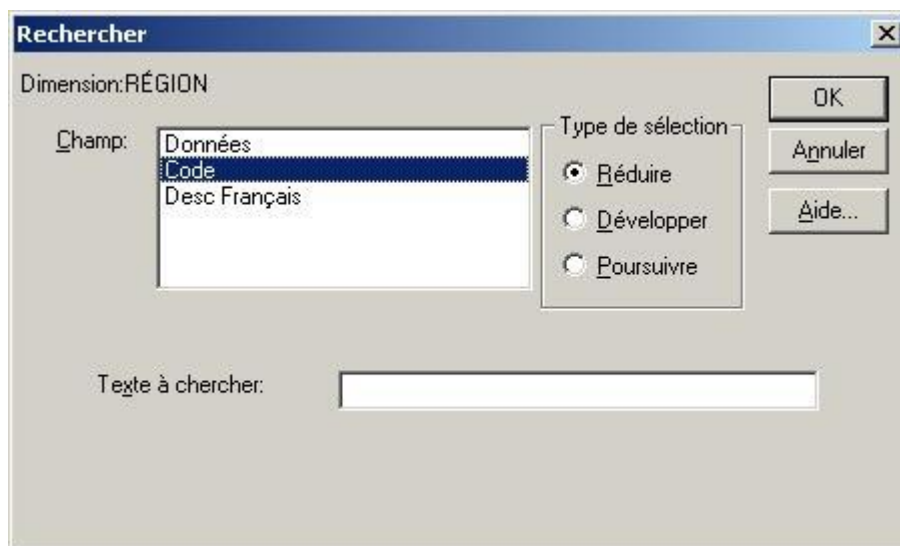 Rechercher
Dimension:RÉGION
Champ:
Données
Code
Desc Français
Type de sélection
Réduire
Développer
Poursuivre
OK
Annuler
Aide...
Texte à chercher: